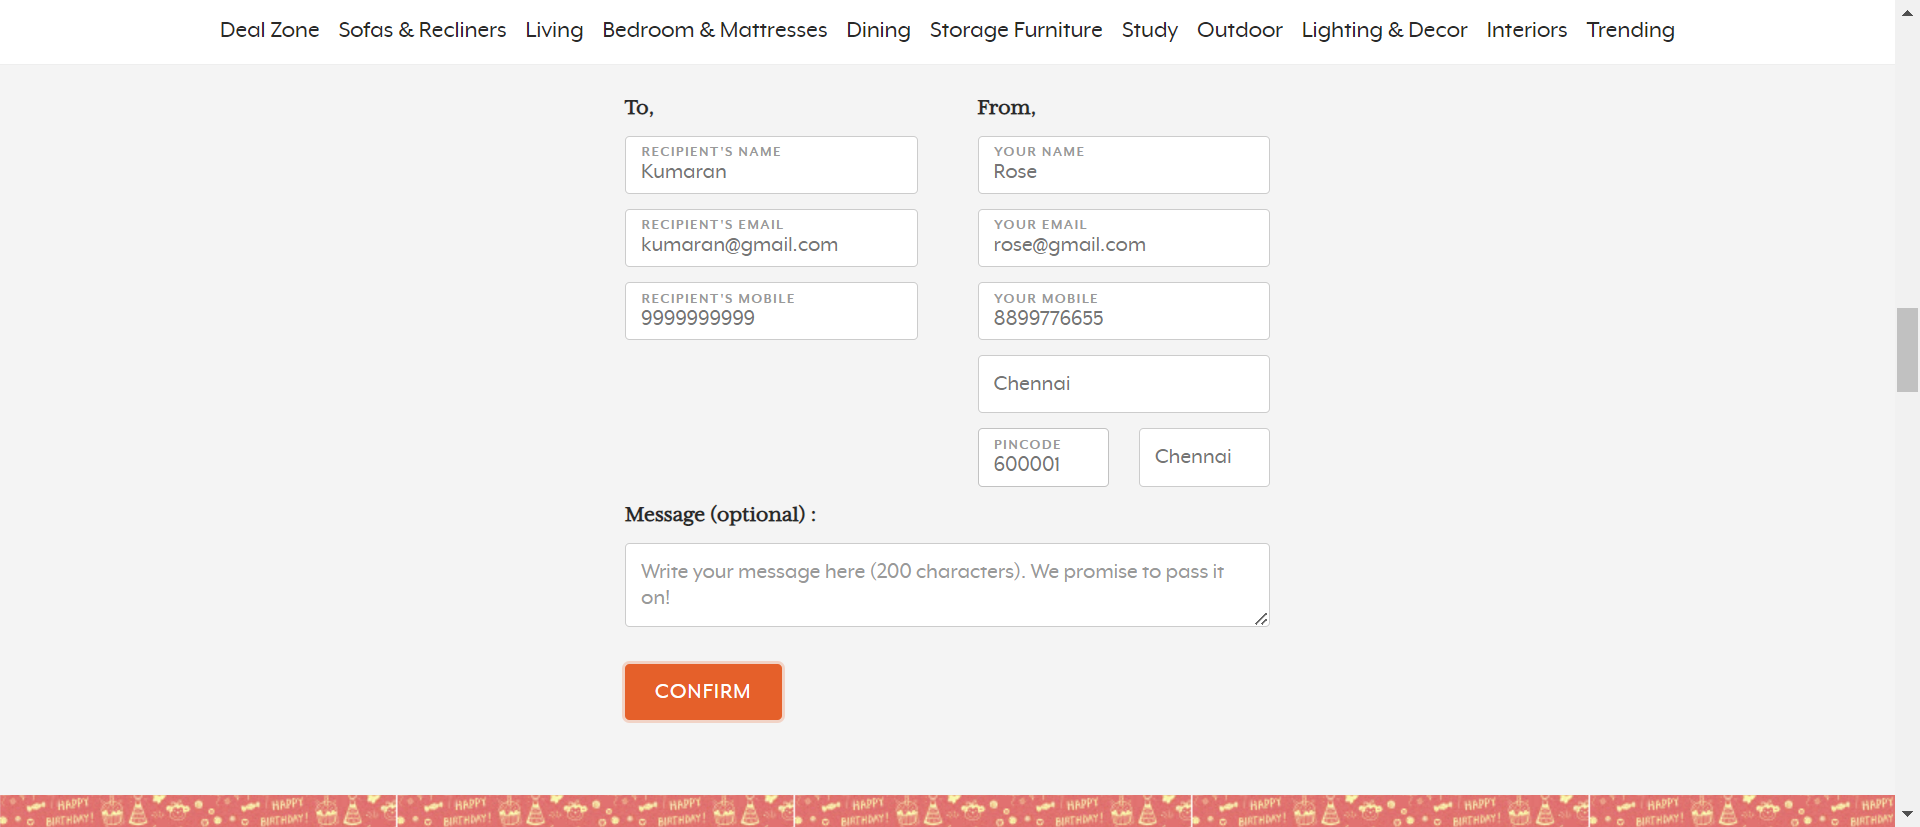 Deal Zone Sofas & Recliners Living Bedroom & Mattresses Dining Storage Furniture Study Outdoor Lighting & Decor Interiors Trending
To,
RECIPIENT'S NAME
Kumaran
RECIPIENT'S EMAIL
kumaran@gmail.com
RECIPIENT'S MOBILE
9999999999
From,
YOUR NAME
Rose
YOUR EMAIL
rose@gmail.com
YOUR MOBILE
8899776655
Chennai
PINCODE
600001
Chennai
Message (optional) :
Write your message here (200 characters). We promise to pass it
on!
CONFIRM
HAPPY BIRTHDAY! HAPPY BIRTHDAY! HAPPY BIRTHDAY! HAPPY BIRTHDAY! HAPPY BIRTHDAY! HAPPY BIRTHDAY! HAPPY BIRTHDAY! HAPPY BIRTHDAY! HAPPY BIRTHDAY! HAPPY BIRTHDAY!